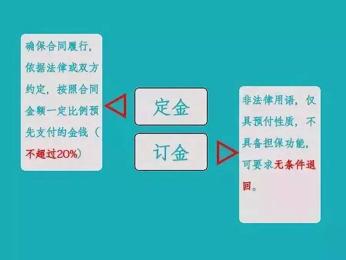 确保合同履行，
依据法律或双方
约定，按照合同
金额一定比例预
先支付的金钱（
不超过20%）
定金
订金
非法律用语，仅
具预付性质，不
具备担保功能，
可要求无条件退
回。